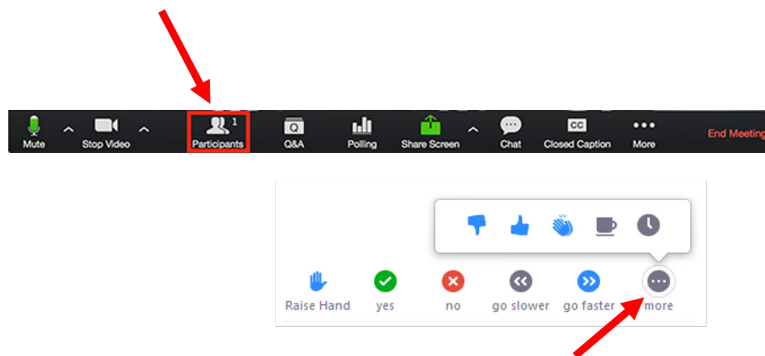 1
Q
CC
Mute Stop Video Participants Q&A Polling Share Screen Chat Closed Caption More End Meeting
Raise Hand yes no go slower go faster more